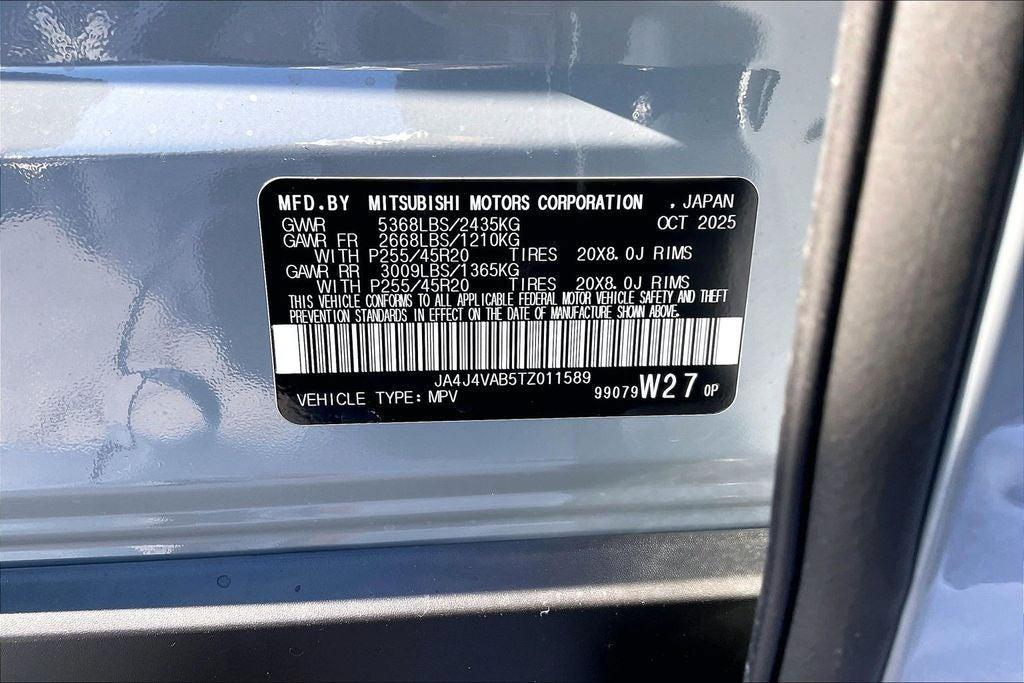 MFD.BY MITSUBISHI MOTORS CORPORATION , JAPAN
GVWR 5368LBS/2435KG OCT 2025
GAWR FR 2668LBS/1210KG
WITH P255/45R20 TIRES 20X8.0J RIMS
GAWR RR 3009LBS/1365KG
WITH P255/45R20 TIRES 20X8.0J RIMS
THIS VEHICLE CONFORMS TO ALL APPLICABLE FEDERAL MOTOR VEHICLE SAFETY AND THEFT
PREVENTION STANDARDS IN EFFECT ON THE DATE OF MANUFACTURE SHOWN ABOVE.
JA4J4VAB5TZ011589
VEHICLE TYPE: MPV 99079 W27 0P